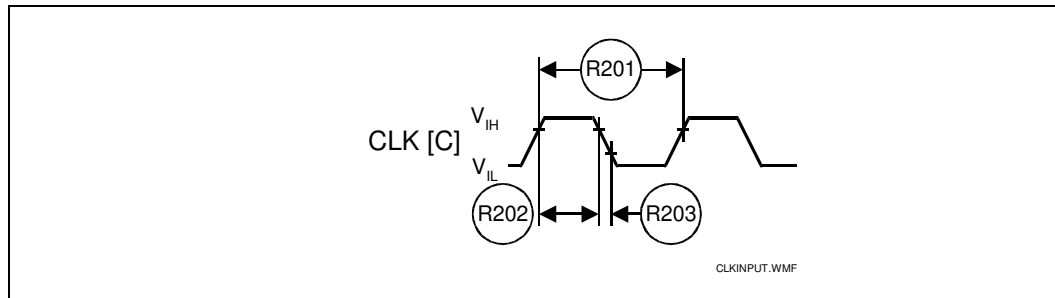 R201
V_IH
CLK [C]
V_IL
R202
R203
CLKINPUT.WMF